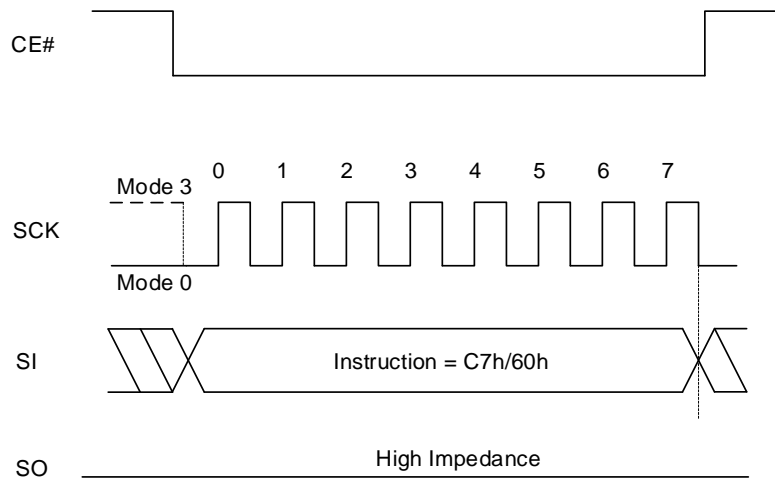 CE#
0 1 2 3 4 5 6 7
Mode 3
SCK
Mode 0
SI
Instruction = C7h/60h
SO
High Impedance